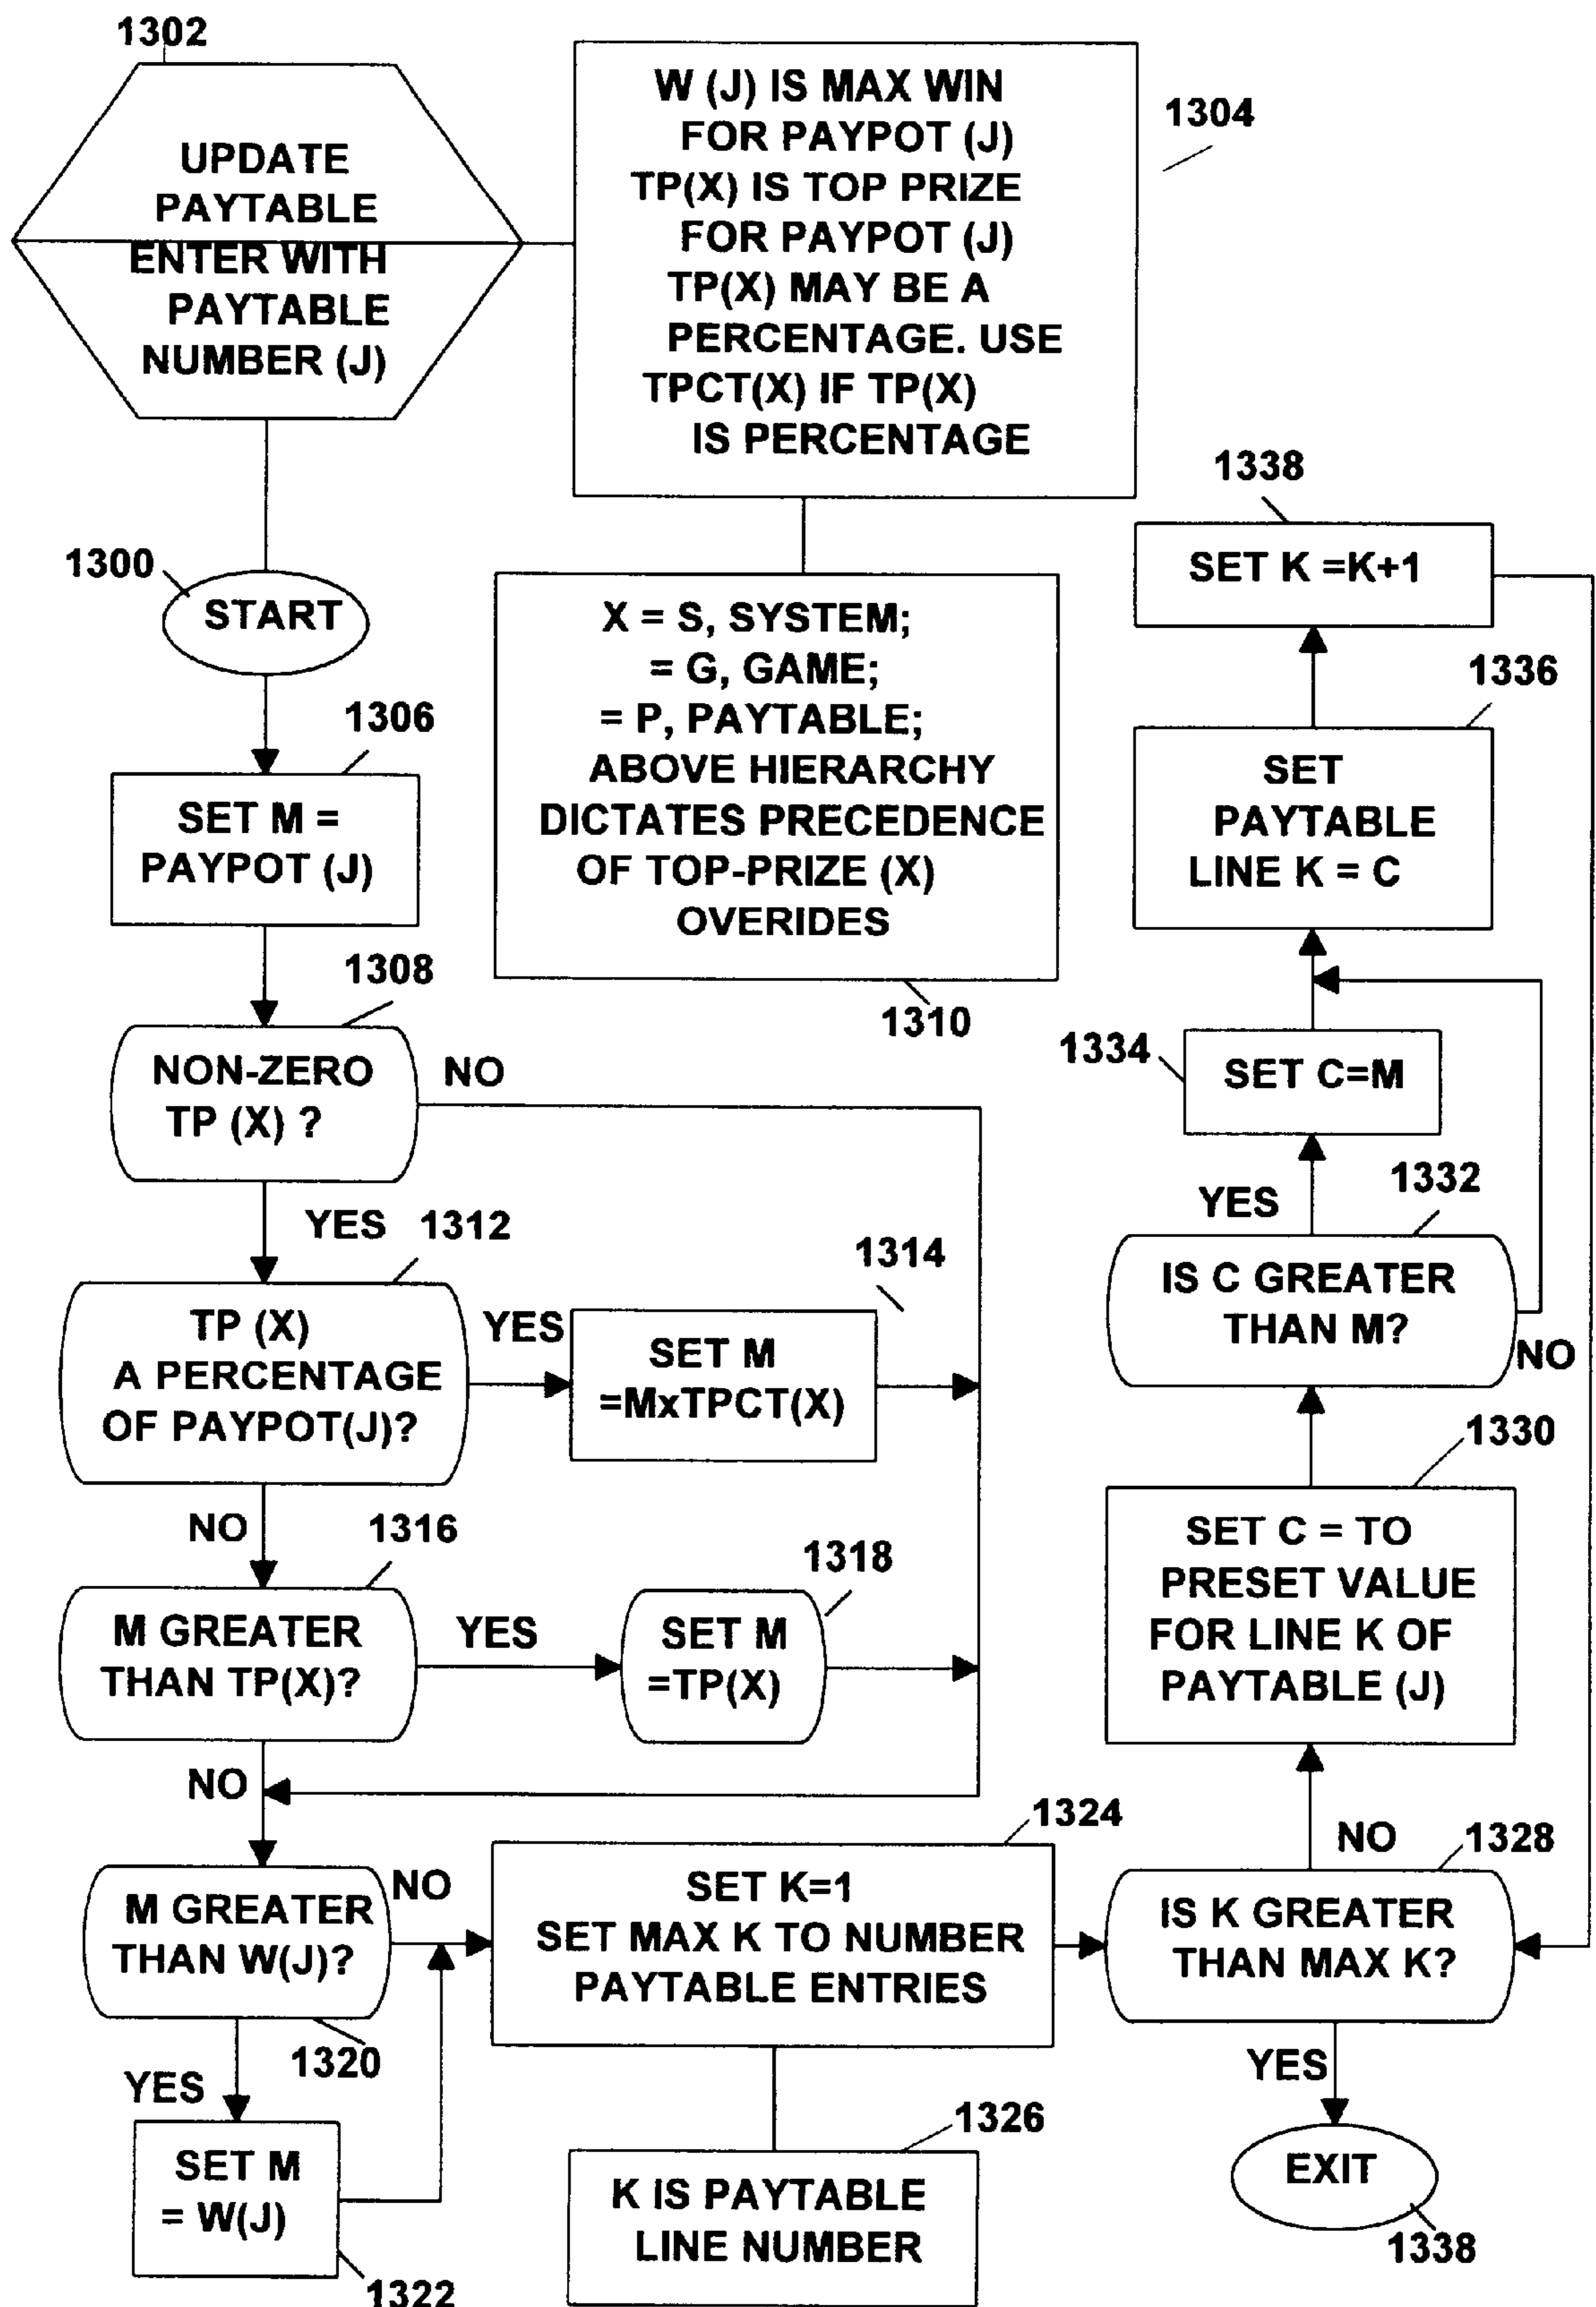 1302
UPDATE
PAYTABLE
ENTER WITH
PAYTABLE
NUMBER (J)
W (J) IS MAX WIN
FOR PAYPOT (J)
TP(X) IS TOP PRIZE
FOR PAYPOT (J)
TP(X) MAY BE A
PERCENTAGE. USE
TPCT(X) IF TP(X)
IS PERCENTAGE
1304
1300
START
1306
SET M =
PAYPOT (J)
X = S, SYSTEM;
= G, GAME;
= P, PAYTABLE;
ABOVE HIERARCHY
DICTATES PRECEDENCE
OF TOP-PRIZE (X)
OVERIDES
1310
1308
NON-ZERO
TP (X) ?
NO
YES
1312
TP (X)
A PERCENTAGE
OF PAYPOT(J)?
YES
1314
SET M
=MxTPCT(X)
NO
1316
M GREATER
THAN TP(X)?
YES
1318
SET M
=TP(X)
NO
M GREATER
THAN W(J)?
NO
1320
YES
SET M
= W(J)
1322
1324
SET K=1
SET MAX K TO NUMBER
PAYTABLE ENTRIES
1326
K IS PAYTABLE
LINE NUMBER
1338
SET K =K+1
1336
SET
PAYTABLE
LINE K = C
1334
SET C=M
YES
1332
IS C GREATER
THAN M?
NO
1330
SET C = TO
PRESET VALUE
FOR LINE K OF
PAYTABLE (J)
NO
1328
IS K GREATER
THAN MAX K?
YES
EXIT
1338